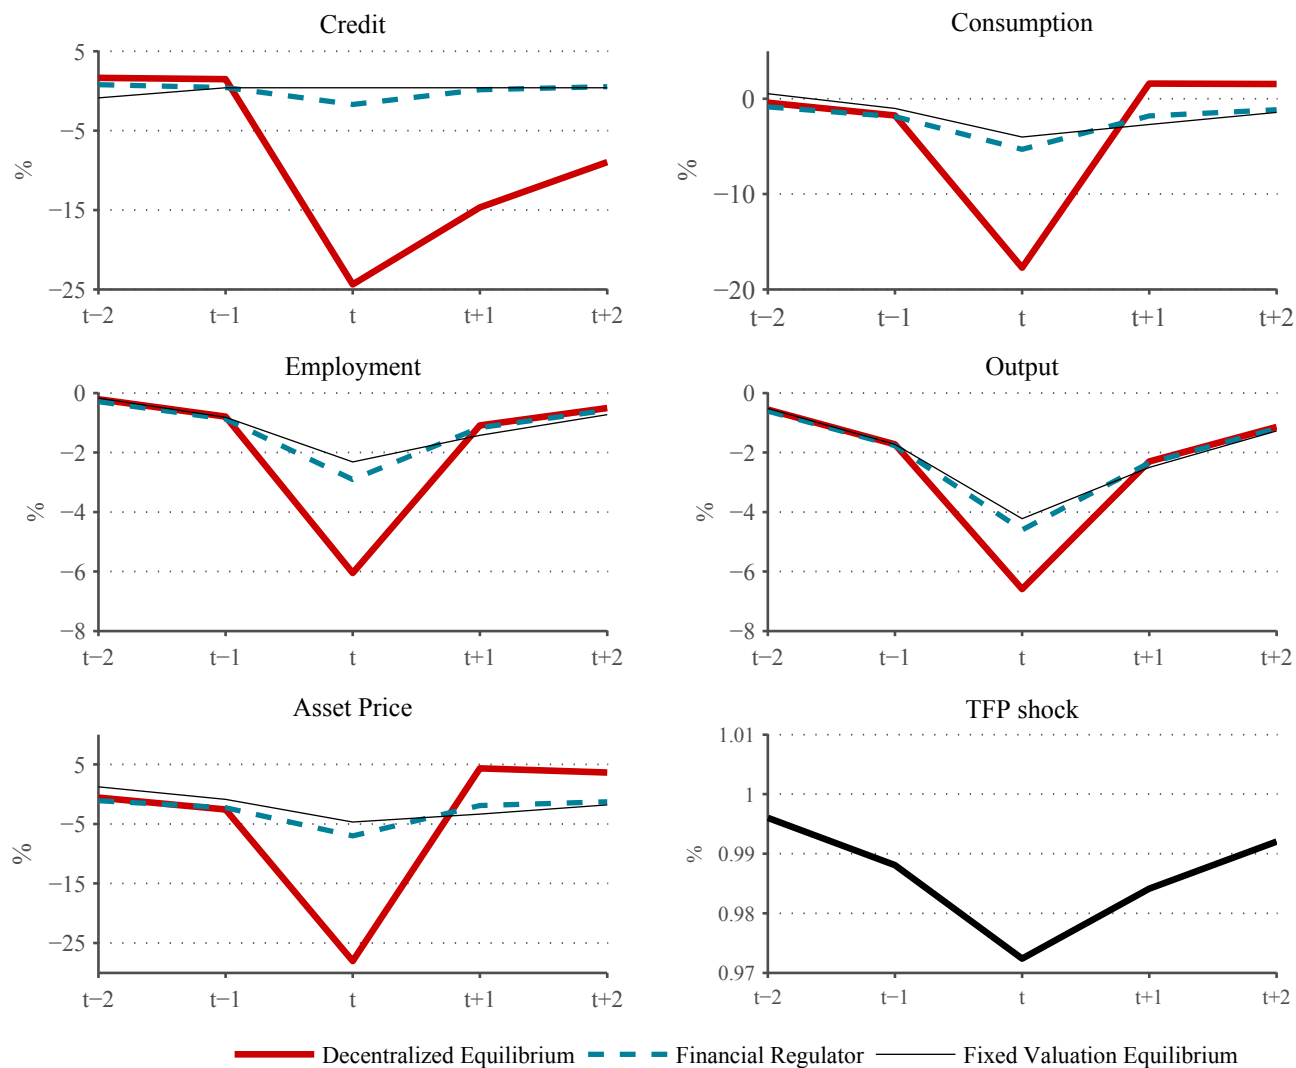 Credit
5
−5
−15
−25
%
t−2 t−1 t t+1 t+2
Consumption
0
−10
−20
%
t−2 t−1 t t+1 t+2
Employment
0
−2
−4
−6
−8
%
t−2 t−1 t t+1 t+2
Output
0
−2
−4
−6
−8
%
t−2 t−1 t t+1 t+2
Asset Price
5
−5
−15
−25
%
t−2 t−1 t t+1 t+2
TFP shock
1.01
1
0.99
0.98
0.97
%
t−2 t−1 t t+1 t+2
Decentralized Equilibrium Financial Regulator Fixed Valuation Equilibrium